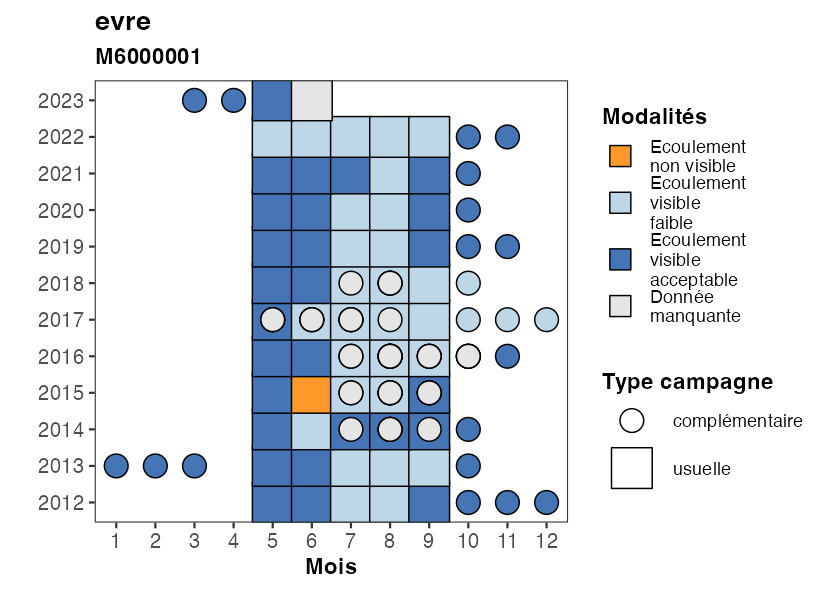 evre
M6000001
2023
2022
2021
2020
2019
2018
2017
2016
2015
2014
2013
2012
1 2 3 4 5 6 7 8 9 10 11 12
Mois
Modalités
Ecoulement
non visible
Ecoulement
visible
faible
Ecoulement
visible
acceptable
Donnée
manquante
Type campagne
complémentaire
usuelle